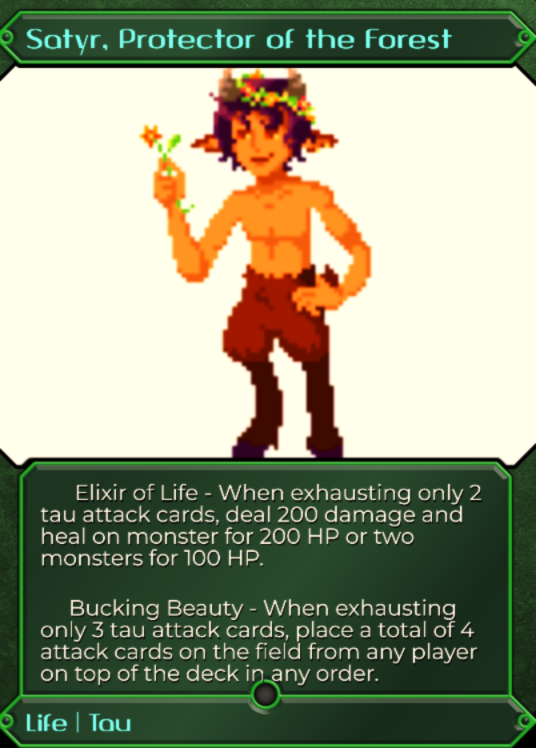 Satyr, Protector of the Forest
Elixir of Life - When exhausting only 2
tau attack cards, deal 200 damage and
heal on monster for 200 HP or two
monsters for 100 HP.
Bucking Beauty - When exhausting
only 3 tau attack cards, place a total of 4
attack cards on the field from any player
on top of the deck in any order.
Life | Tau